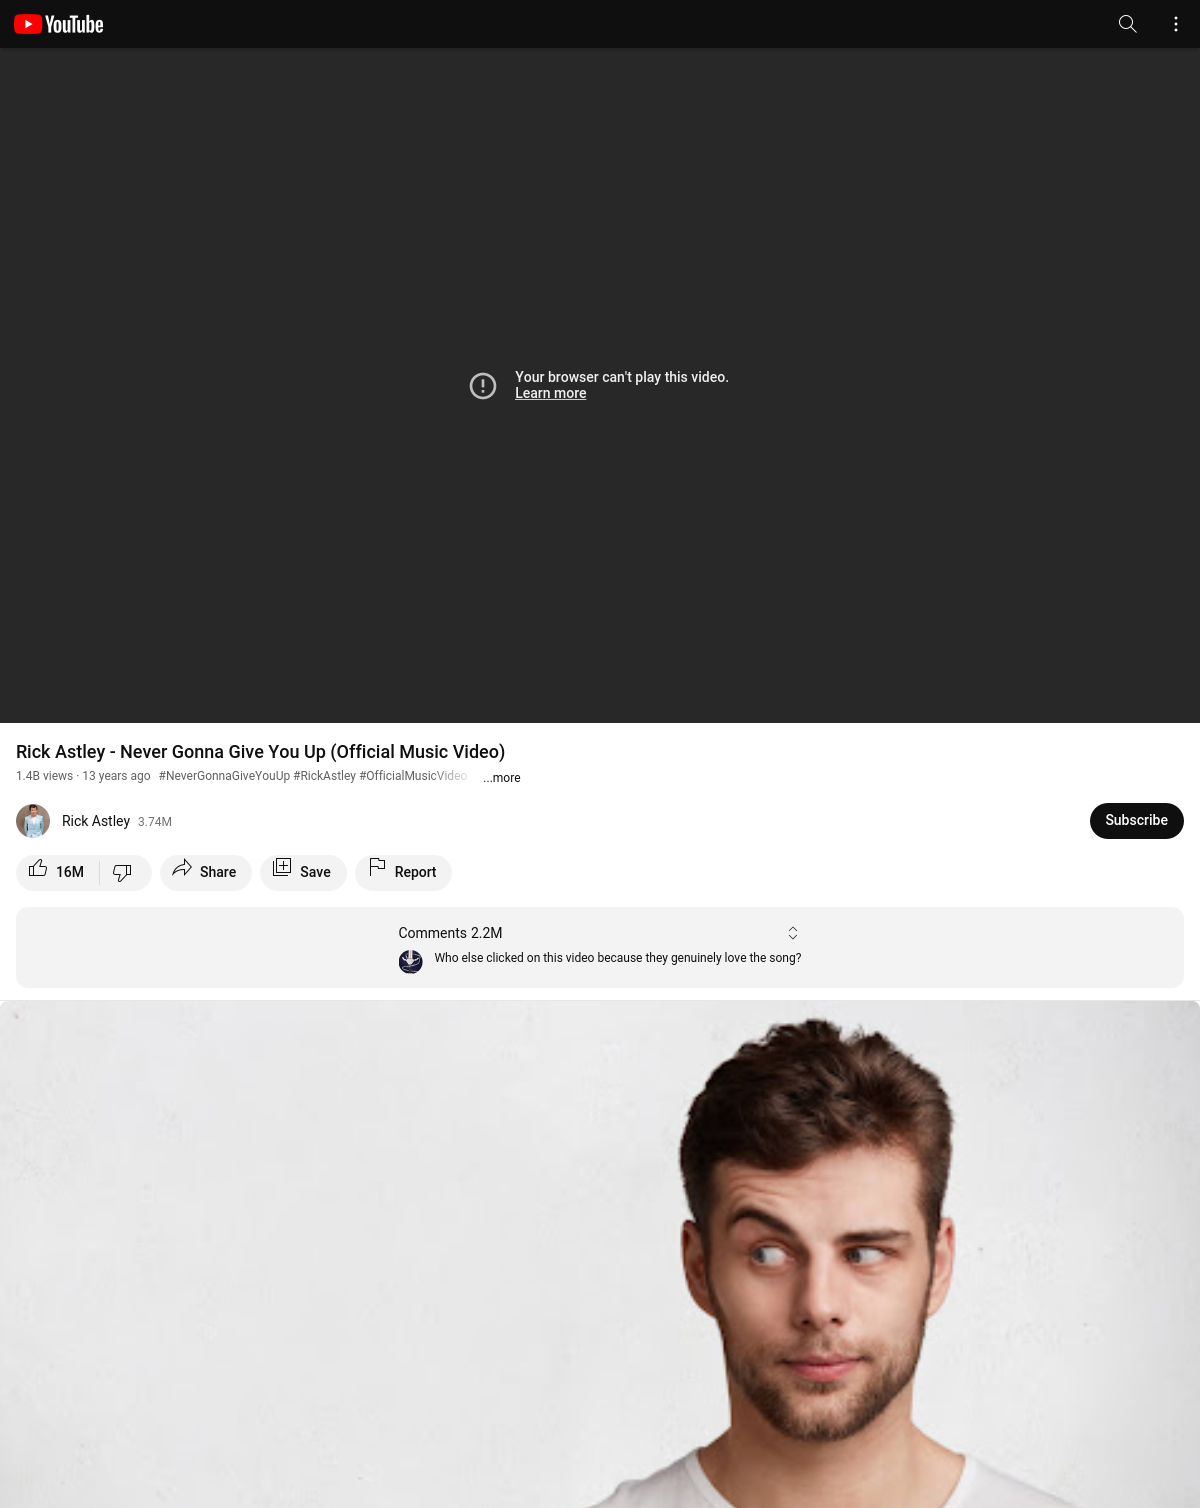 YouTube
Your browser can't play this video.
Learn more
Rick Astley - Never Gonna Give You Up (Official Music Video)
1.4B views · 13 years ago #NeverGonnaGiveYouUp #RickAstley #OfficialMusicVideo ...more
Rick Astley 3.74M
Subscribe
16M Share Save Report
Comments 2.2M
Who else clicked on this video because they genuinely love the song?